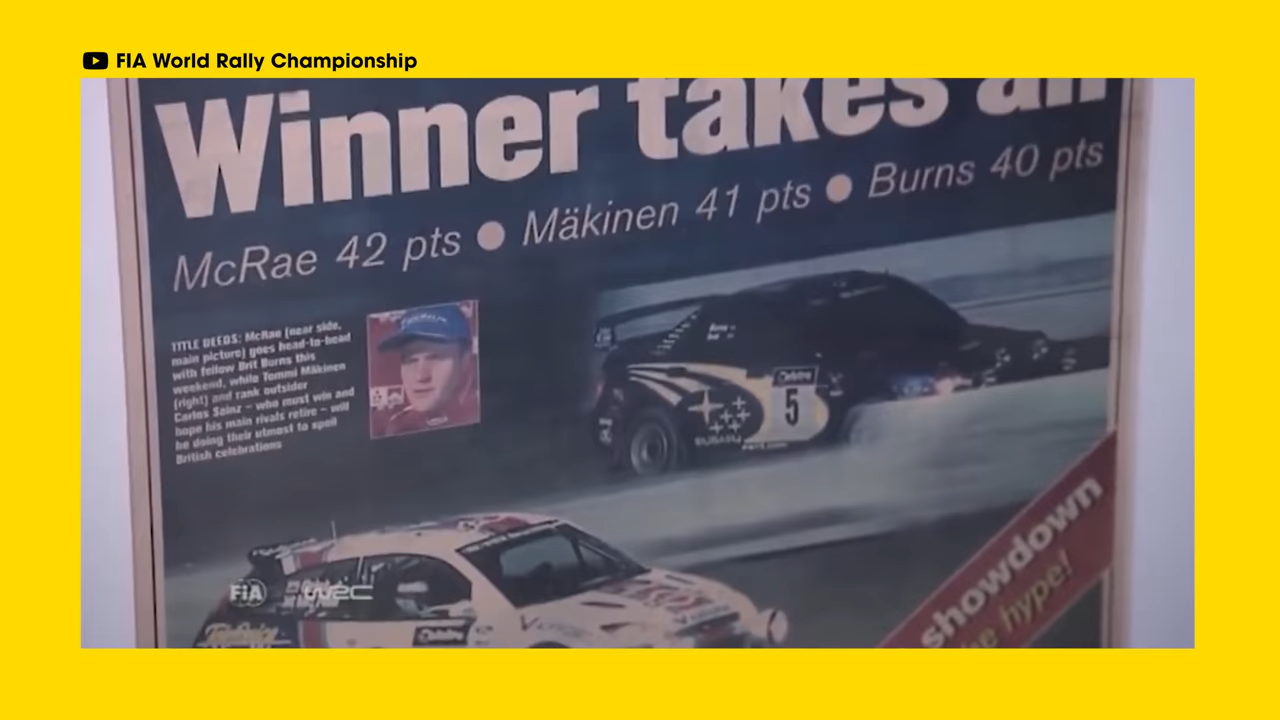 FIA World Rally Championship
Winner takes all
McRae 42 pts ● Mäkinen 41 pts ● Burns 40 pts
TITLE DEEDS: McRae (near side,
main picture) goes head-to-head
with fellow Brit Burns this
weekend, while Tommi Mäkinen
(right) and rank outsider
Carlos Sainz – who must win and
hope his main rivals retire – will
be doing their utmost to spoil
British celebrations
5
SUBARU
showdown
hype!
FIA WRC